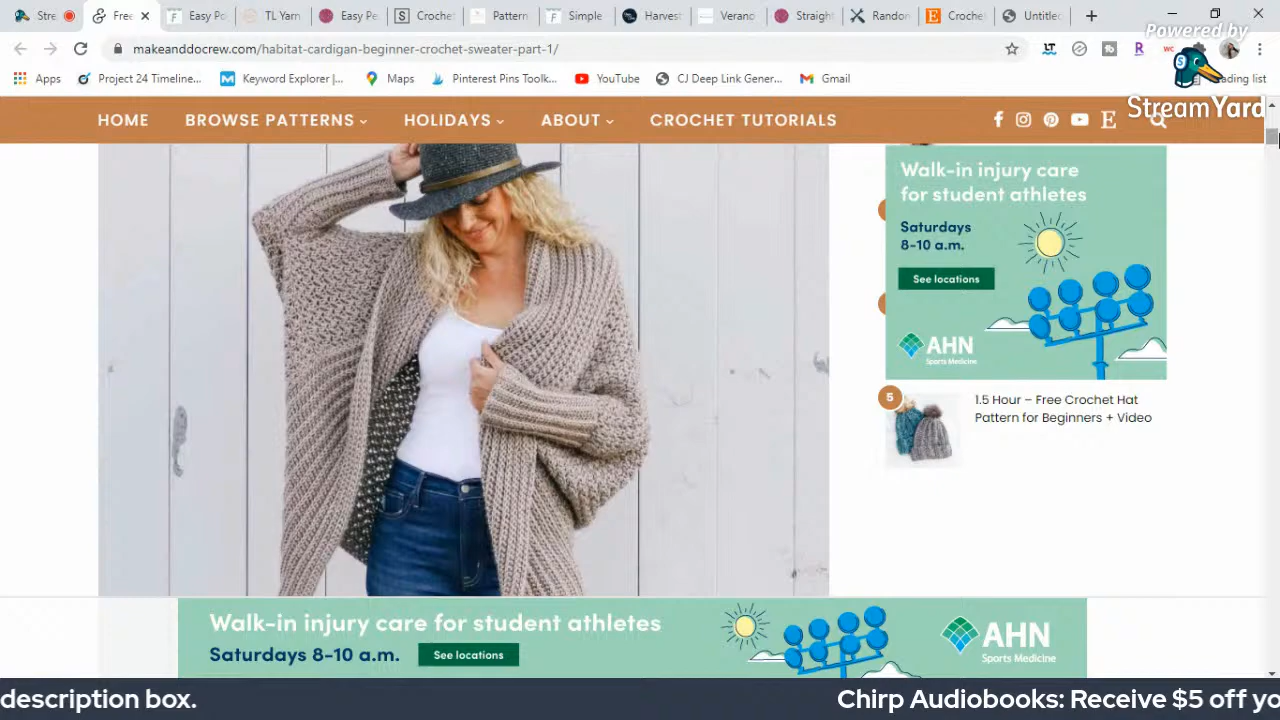 Stre
Free
Easy Po
TL Yarn
Easy Pe
Croche
Pattern
Simple
Harvest
Verano
Straigh
Randon
Croche
Untitle
Powered by
makeanddocrew.com/habitat-cardigan-beginner-crochet-sweater-part-1/
Apps
Project 24 Timeline...
Keyword Explorer |...
Maps
Pinterest Pins Toolk...
YouTube
CJ Deep Link Gener...
Gmail
ding list
StreamYard
HOME
BROWSE PATTERNS
HOLIDAYS
ABOUT
CROCHET TUTORIALS
Walk-in injury care
for student athletes
Saturdays
8-10 a.m.
See locations
AHN
Sports Medicine
5
1.5 Hour – Free Crochet Hat
Pattern for Beginners + Video
Walk-in injury care for student athletes
Saturdays 8-10 a.m.
See locations
AHN
Sports Medicine
description box.
Chirp Audiobooks: Receive $5 off yo